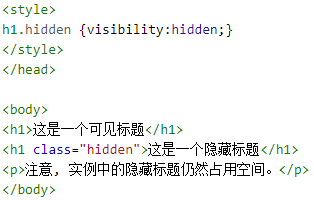 <style>
h1.hidden {visibility:hidden;}
</style>
</head>
<body>
<h1>这是一个可见标题</h1>
<h1 class="hidden">这是一个隐藏标题</h1>
<p>注意, 实例中的隐藏标题仍然占用空间。</p>
</body>